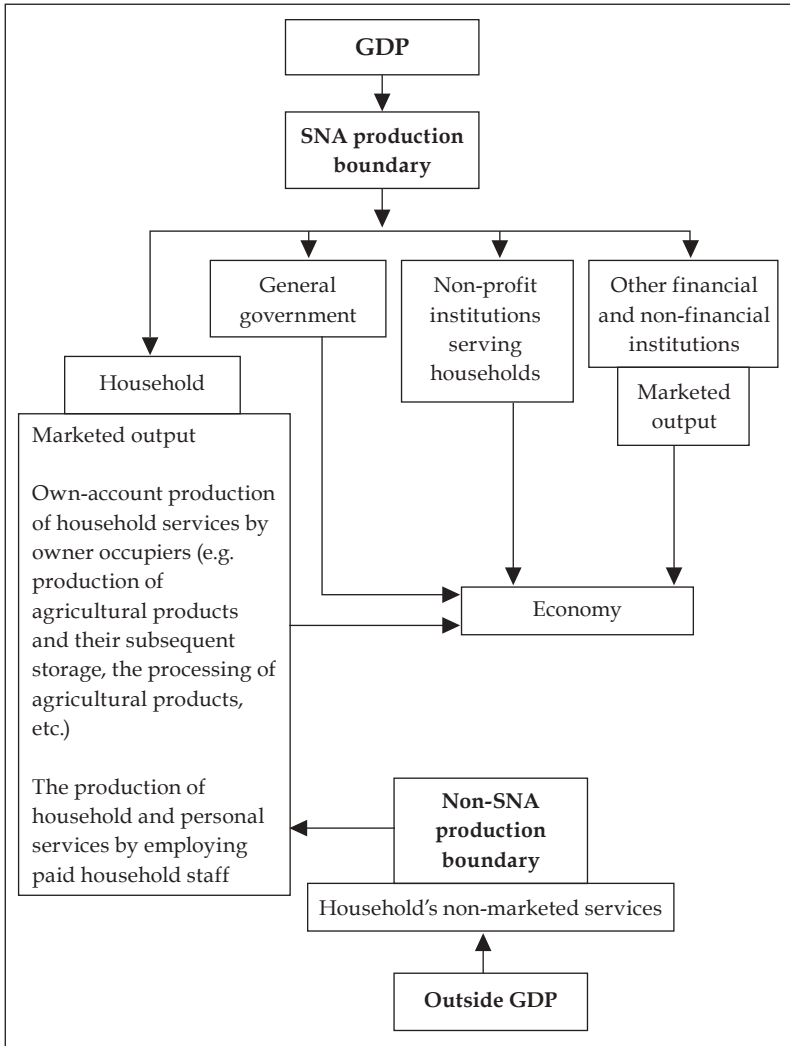 GDP
SNA production
boundary
General
government
Non-profit
institutions
serving
households
Other financial
and non-financial
institutions
Marketed
output
Household
Marketed output
Own-account production
of household services by
owner occupiers (e.g.
production of
agricultural products
and their subsequent
storage, the processing of
agricultural products,
etc.)
The production of
household and personal
services by employing
paid household staff
Economy
Non-SNA
production
boundary
Household's non-marketed services
Outside GDP